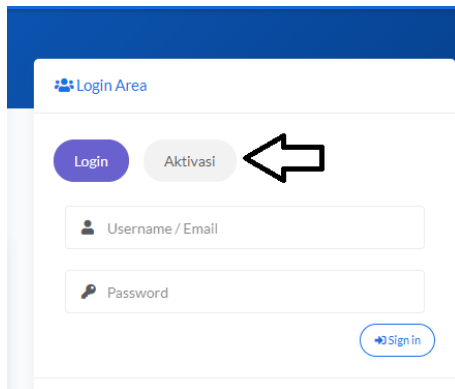 Login Area
Login Aktivasi
Username / Email
Password
Sign in